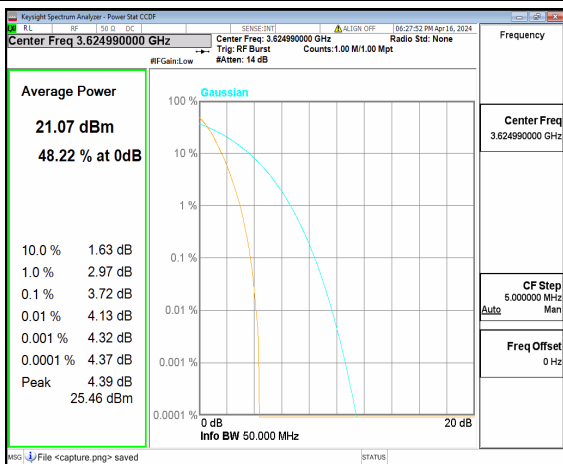 Keysight Spectrum Analyzer - Power Stat CCDF
RL RF 50 Ω DC SENSE:INT ALIGN OFF 06:27:52 PM Apr 16, 2024
Center Freq 3.624990000 GHz
Center Freq: 3.624990000 GHz Radio Std: None
Trig: RF Burst Counts:1.00 M/1.00 Mpt
#IFGain:Low #Atten: 14 dB
Frequency
Average Power
21.07 dBm
48.22 % at 0dB
10.0 % 1.63 dB
1.0 % 2.97 dB
0.1 % 3.72 dB
0.01 % 4.13 dB
0.001 % 4.32 dB
0.0001 % 4.37 dB
Peak 4.39 dB
25.46 dBm
Gaussian
100 %
10 %
1 %
0.1 %
0.01 %
0.001 %
0.0001 %
0 dB 20 dB
Info BW 50.000 MHz
Center Freq
3.624990000 GHz
CF Step
5.000000 MHz
Auto Man
Freq Offset
0 Hz
MSG File <capture.png> saved STATUS